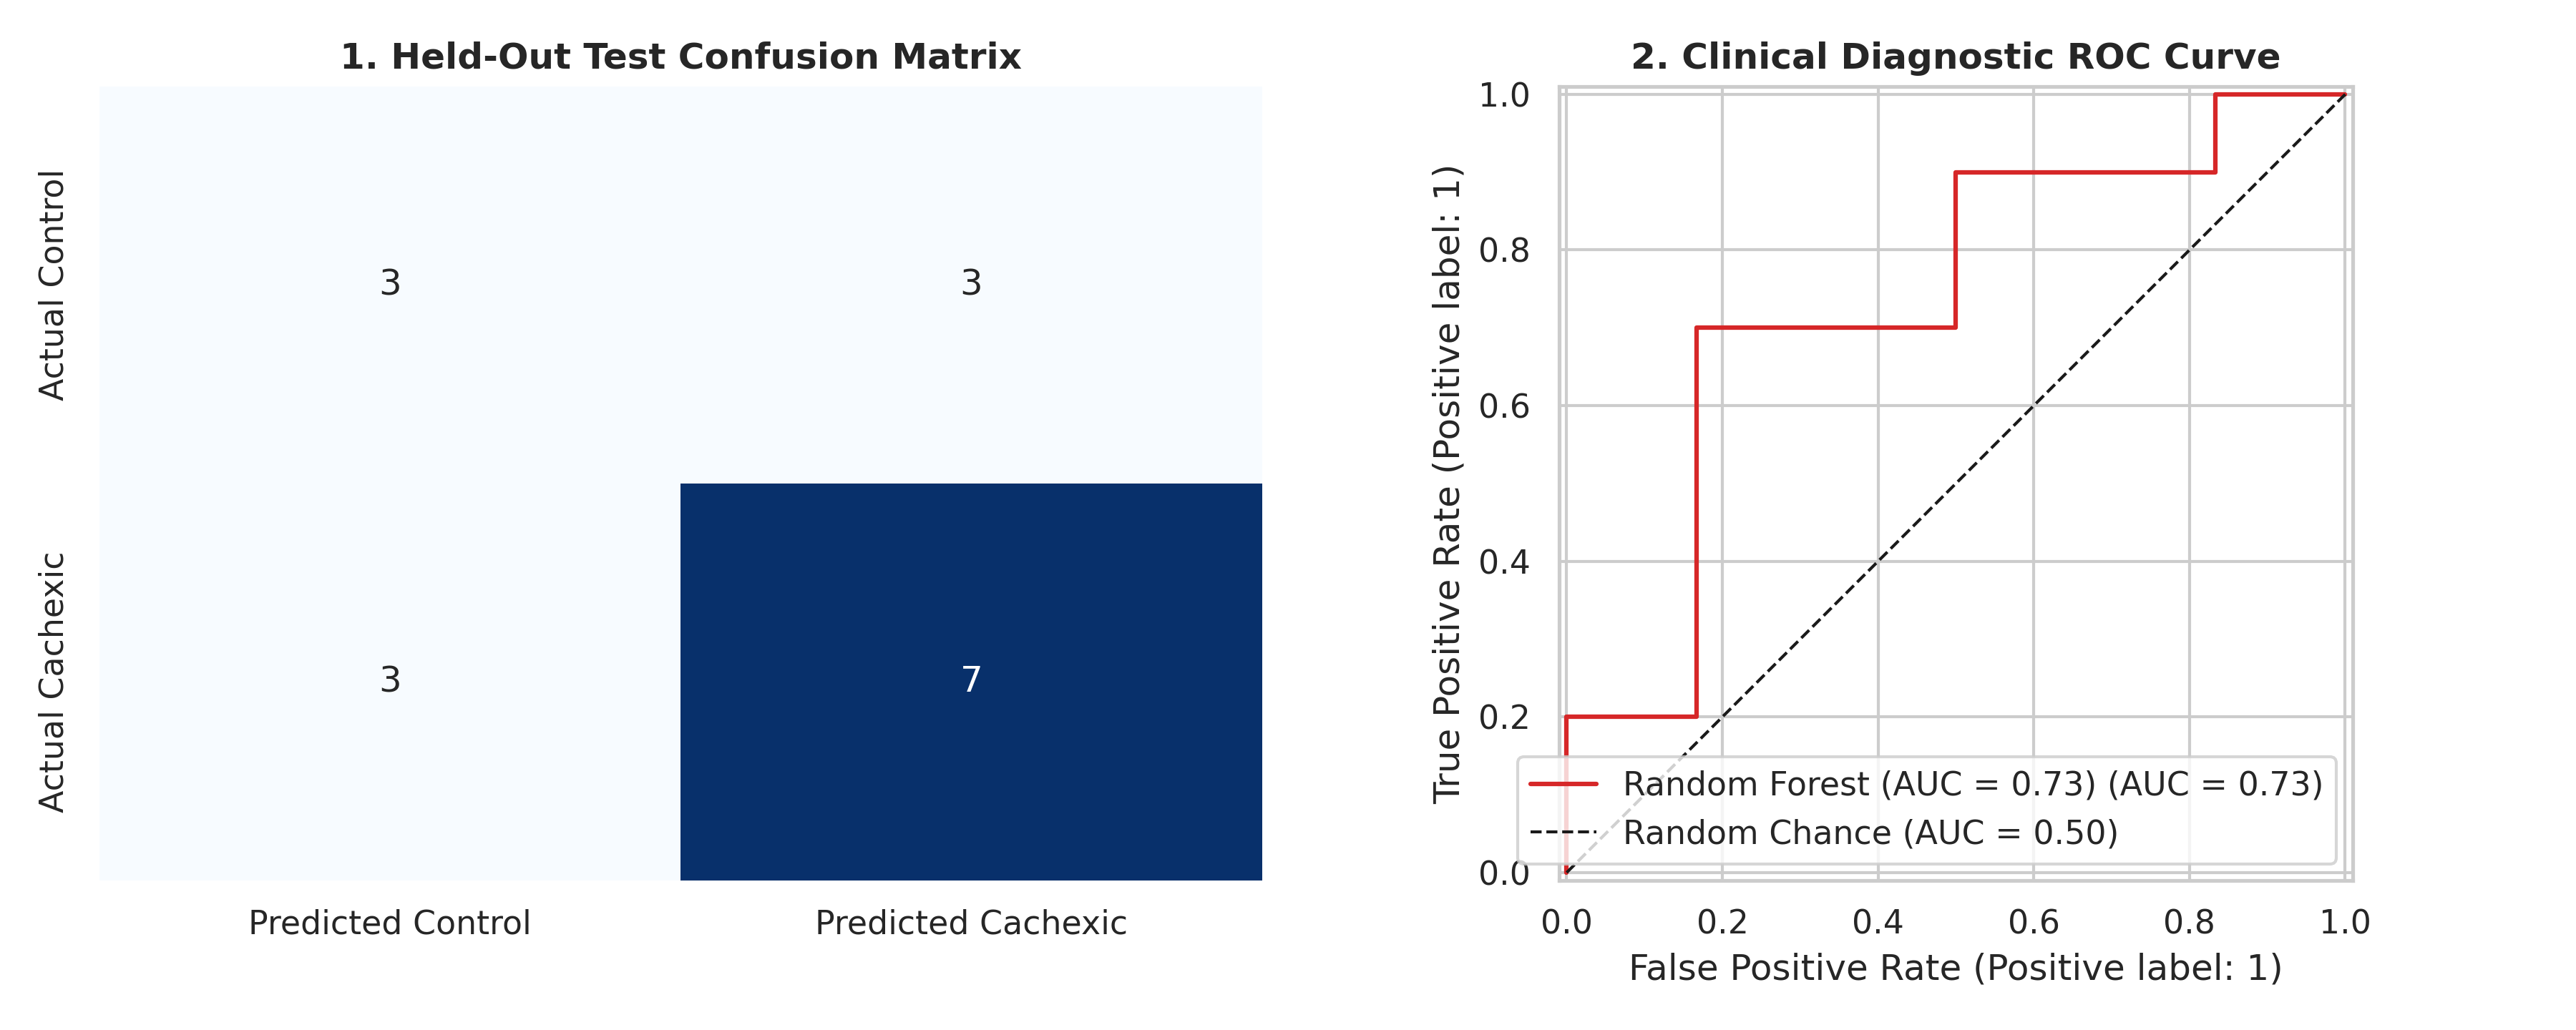 1. Held-Out Test Confusion Matrix
Actual Control
Actual Cachexic
3
3
3
7
Predicted Control
Predicted Cachexic
2. Clinical Diagnostic ROC Curve
True Positive Rate (Positive label: 1)
1.0
0.8
0.6
0.4
0.2
0.0
Random Forest (AUC = 0.73) (AUC = 0.73)
Random Chance (AUC = 0.50)
0.0
0.2
0.4
0.6
0.8
1.0
False Positive Rate (Positive label: 1)